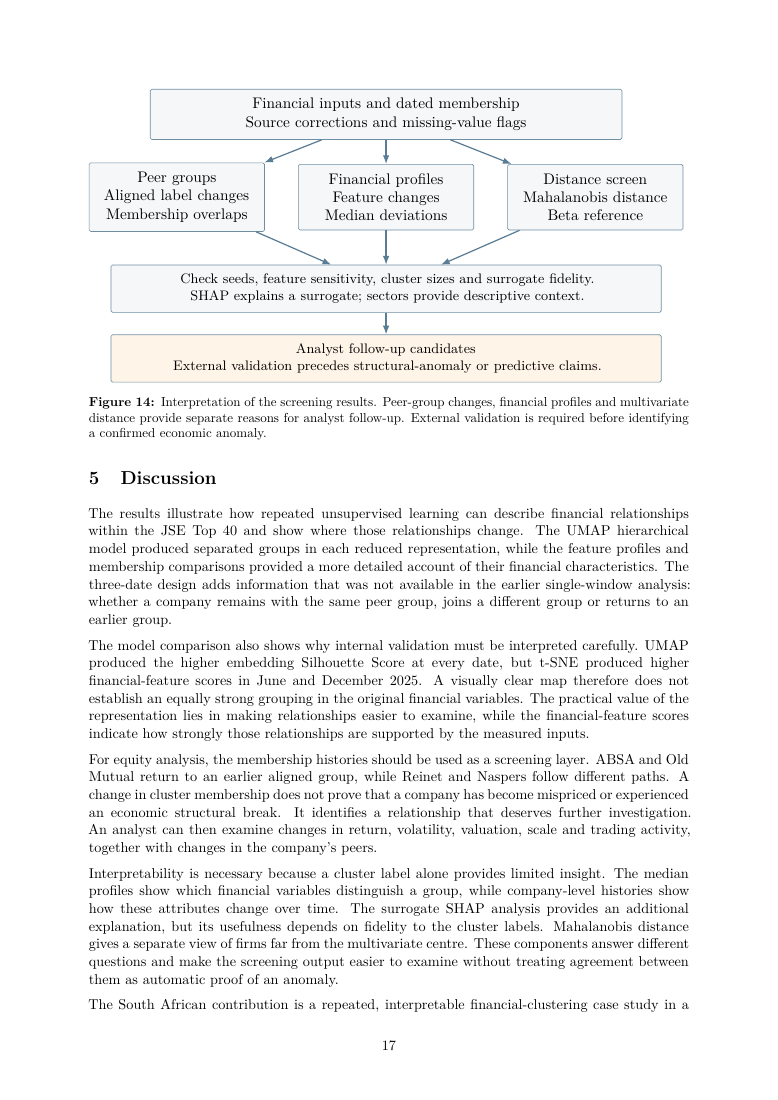 Financial inputs and dated membership
Source corrections and missing-value flags
Peer groups
Aligned label changes
Membership overlaps
Financial profiles
Feature changes
Median deviations
Distance screen
Mahalanobis distance
Beta reference
Check seeds, feature sensitivity, cluster sizes and surrogate fidelity.
SHAP explains a surrogate; sectors provide descriptive context.
Analyst follow-up candidates
External validation precedes structural-anomaly or predictive claims.
Figure 14: Interpretation of the screening results. Peer-group changes, financial profiles and multivariate
distance provide separate reasons for analyst follow-up. External validation is required before identifying
a confirmed economic anomaly.
5 Discussion
The results illustrate how repeated unsupervised learning can describe financial relationships
within the JSE Top 40 and show where those relationships change. The UMAP hierarchical
model produced separated groups in each reduced representation, while the feature profiles and
membership comparisons provided a more detailed account of their financial characteristics. The
three-date design adds information that was not available in the earlier single-window analysis:
whether a company remains with the same peer group, joins a different group or returns to an
earlier group.
The model comparison also shows why internal validation must be interpreted carefully. UMAP
produced the higher embedding Silhouette Score at every date, but t-SNE produced higher
financial-feature scores in June and December 2025. A visually clear map therefore does not
establish an equally strong grouping in the original financial variables. The practical value of the
representation lies in making relationships easier to examine, while the financial-feature scores
indicate how strongly those relationships are supported by the measured inputs.
For equity analysis, the membership histories should be used as a screening layer. ABSA and Old
Mutual return to an earlier aligned group, while Reinet and Naspers follow different paths. A
change in cluster membership does not prove that a company has become mispriced or experienced
an economic structural break. It identifies a relationship that deserves further investigation.
An analyst can then examine changes in return, volatility, valuation, scale and trading activity,
together with changes in the company's peers.
Interpretability is necessary because a cluster label alone provides limited insight. The median
profiles show which financial variables distinguish a group, while company-level histories show
how these attributes change over time. The surrogate SHAP analysis provides an additional
explanation, but its usefulness depends on fidelity to the cluster labels. Mahalanobis distance
gives a separate view of firms far from the multivariate centre. These components answer different
questions and make the screening output easier to examine without treating agreement between
them as automatic proof of an anomaly.
The South African contribution is a repeated, interpretable financial-clustering case study in a
17